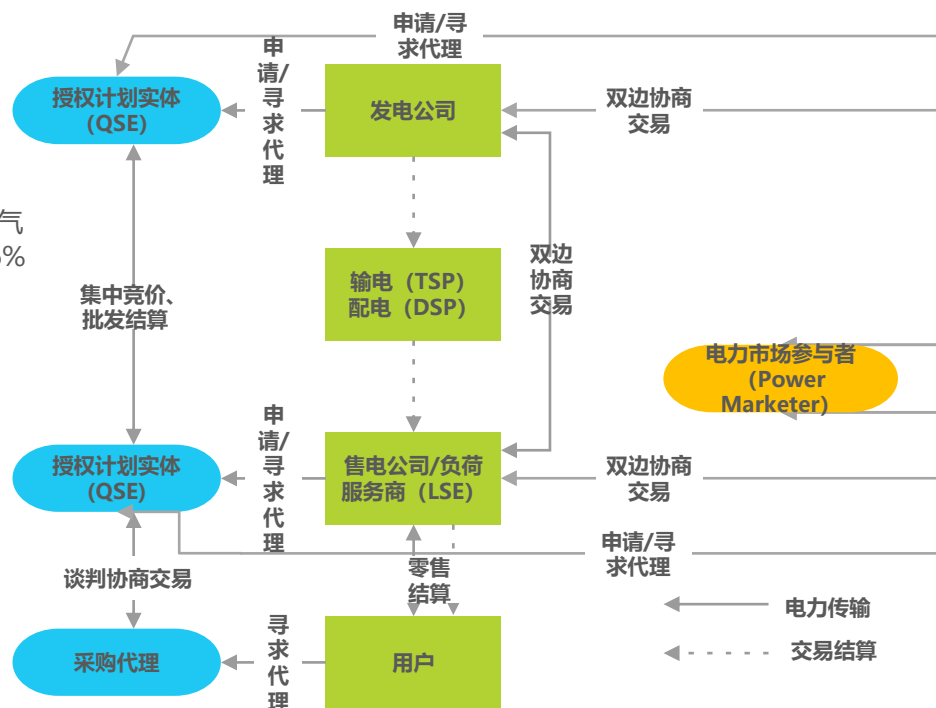 申请/寻
求代理
申
请/
寻
求
代
理
授权计划实体
(QSE)
发电公司
双边协商
交易
气
%
双边
协商
交易
输电（TSP)
配电（DSP)
集中竞价、
批发结算
电力市场参与者
（Power
Marketer）
申
请/
寻
求
代
理
授权计划实体
(QSE)
售电公司/负荷
服务商（LSE）
双边协商
交易
申请/寻
求代理
谈判协商交易
零售
结算
电力传输
寻
求
代
理
采购代理
用户
交易结算